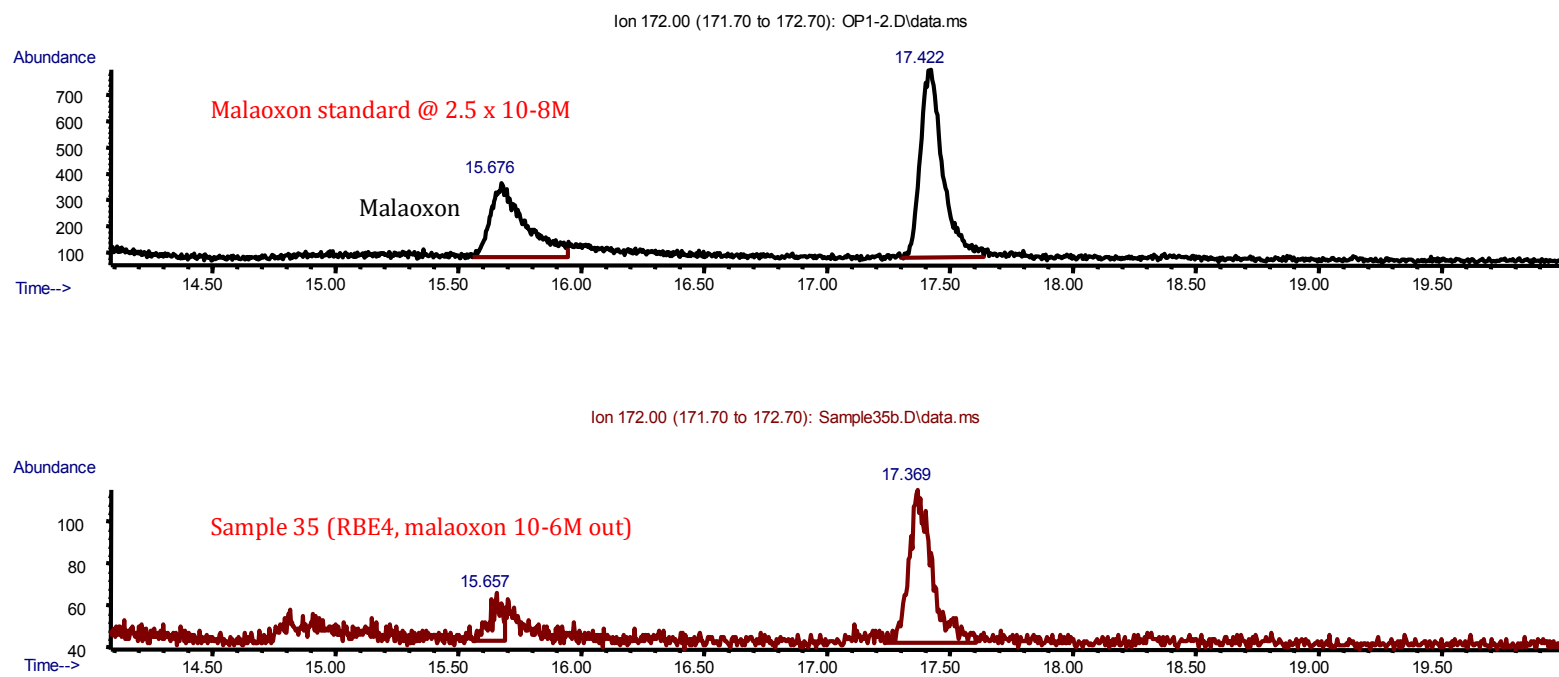 Ion 172.00 (171.70 to 172.70): OP1-2.D\data.ms
Abundance
17.422
700
Malaoxon standard @ 2.5 x 10-8M
600
500
15.676
400
Malaoxon
300
200
100
14.50 15.00 15.50 16.00 16.50 17.00 17.50 18.00 18.50 19.00 19.50
Time-->
Ion 172.00 (171.70 to 172.70): Sample35b.D\data.ms
Abundance
17.369
100
Sample 35 (RBE4, malaoxon 10-6M out)
80
15.657
60
40
14.50 15.00 15.50 16.00 16.50 17.00 17.50 18.00 18.50 19.00 19.50
Time-->